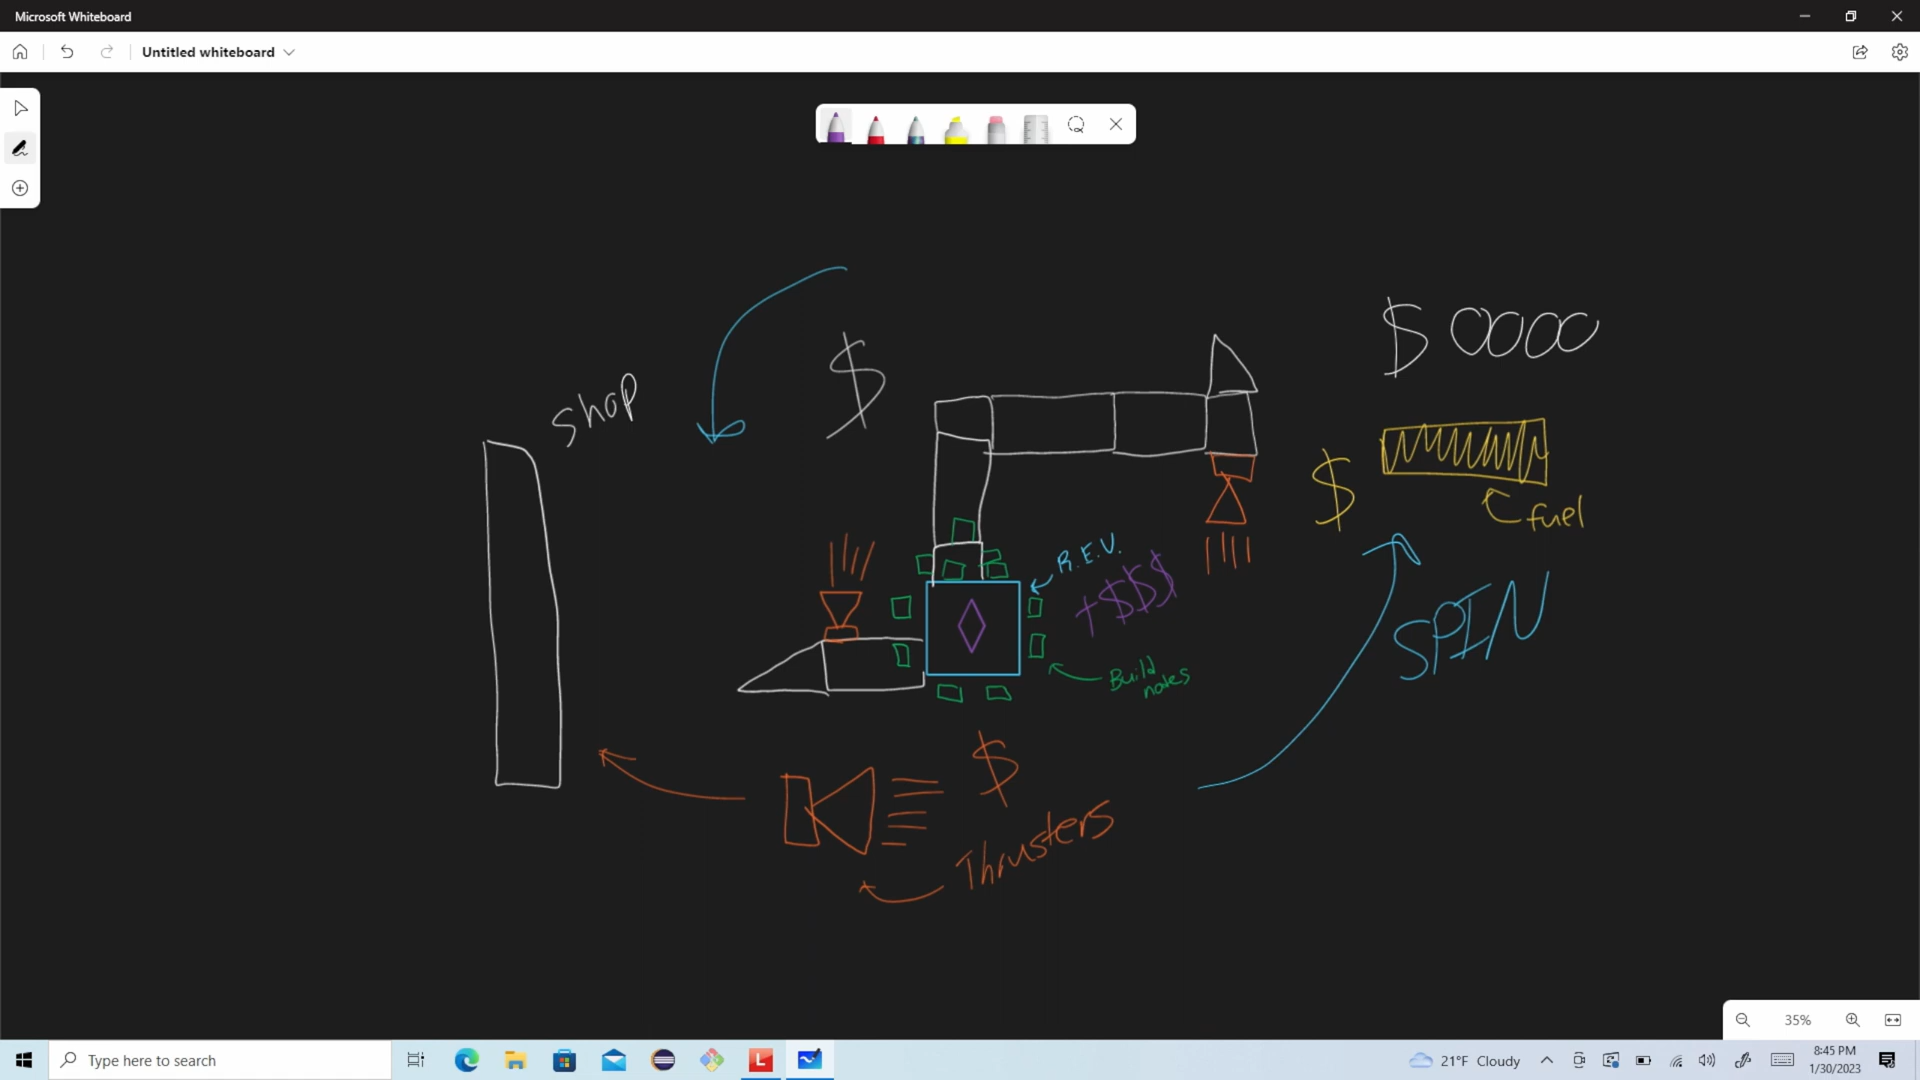 Microsoft Whiteboard
Untitled whiteboard
shop
$
$ 0000
$
fuel
R.E.V.
+$$$
SPIN
Build
nodes
$
Thrusters
35%
Type here to search
L
21°F Cloudy
8:45 PM
1/30/2023